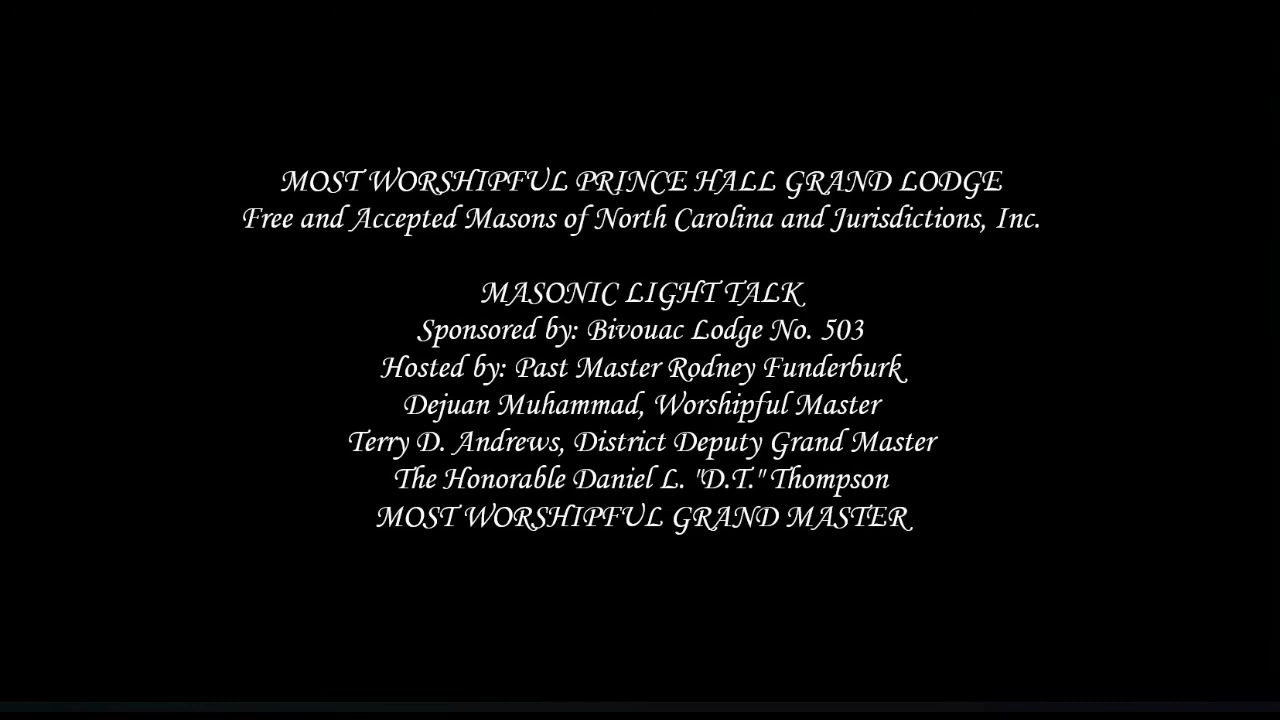 MOST WORSHIPFUL PRINCE HALL GRAND LODGE
Free and Accepted Masons of North Carolina and Jurisdictions, Inc.
MASONIC LIGHT TALK
Sponsored by: Bivouac Lodge No. 503
Hosted by: Past Master Rodney Funderburk
Dejuan Muhammad, Worshipful Master
Terry D. Andrews, District Deputy Grand Master
The Honorable Daniel L. "D.T." Thompson
MOST WORSHIPFUL GRAND MASTER